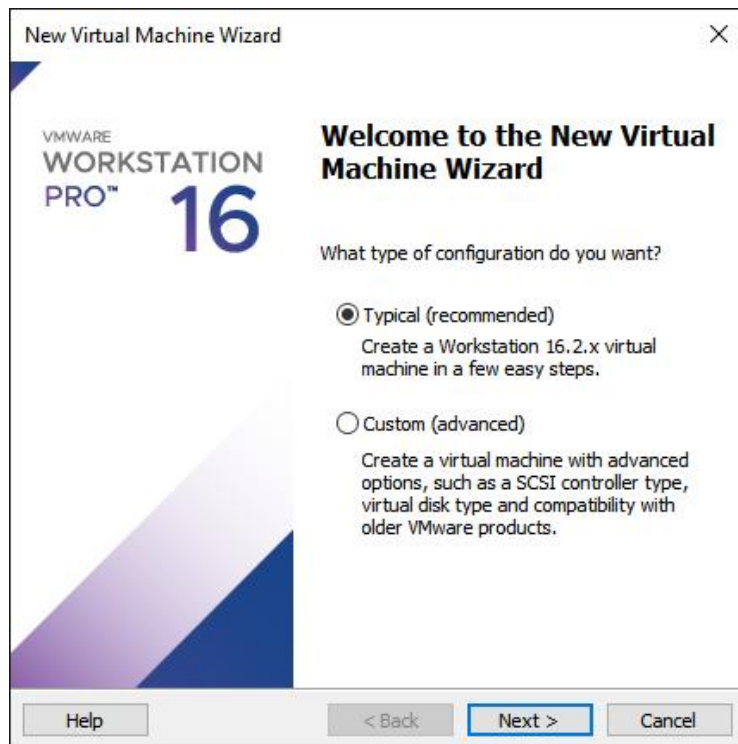 New Virtual Machine Wizard
VMWARE
WORKSTATION
PRO™ 16
Welcome to the New Virtual
Machine Wizard
What type of configuration do you want?
Typical (recommended)
Create a Workstation 16.2.x virtual
machine in a few easy steps.
Custom (advanced)
Create a virtual machine with advanced
options, such as a SCSI controller type,
virtual disk type and compatibility with
older VMware products.
Help
< Back
Next >
Cancel